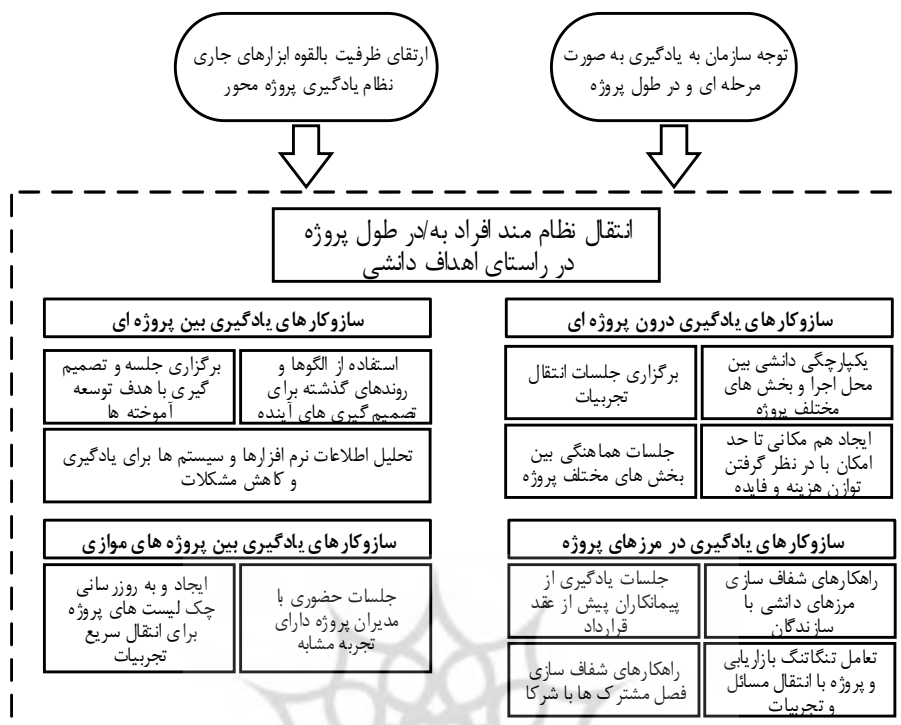 توجه سازمان به یادگیری به صورت
مرحله ای و در طول پروژه
ارتقای ظرفیت بالقوه ابزارهای جاری
نظام یادگیری پروژه محور
انتقال نظام مند افراد به/در طول پروژه
در راستای اهداف دانشی
سازوکارهای یادگیری درون پروژه ای
یکپارچگی دانشی بین
محل اجرا و بخش های
مختلف پروژه
برگزاری جلسات انتقال
تجربیات
ایجاد هم مکانی تا حد
امکان با در نظر گرفتن
توازن هزینه و فایده
جلسات هماهنگی بین
بخش های مختلف پروژه
سازوکارهای یادگیری بین پروژه ای
استفاده از الگوها و
روندهای گذشته برای
تصمیم گیری های آینده
برگزاری جلسه و تصمیم
گیری با هدف توسعه
آموخته ها
تحلیل اطلاعات نرم افزارها و سیستم ها برای یادگیری
و کاهش مشکلات
سازوکارهای یادگیری در مرزهای پروژه
راهکارهای شفاف سازی
مرزهای دانشی با
سازندگان
جلسات یادگیری از
پیمانکاران پیش از عقد
قرارداد
تعامل تنگاتنگ بازاریابی
و پروژه با انتقال مسائل
و تجربیات
راهکارهای شفاف سازی
فصل مشترک ها با شرکا
سازوکارهای یادگیری بین پروژه های موازی
جلسات حضوری با
مدیران پروژه دارای
تجربه مشابه
ایجاد و به روزرسانی
چک لیست های پروژه
برای انتقال سریع
تجربیات